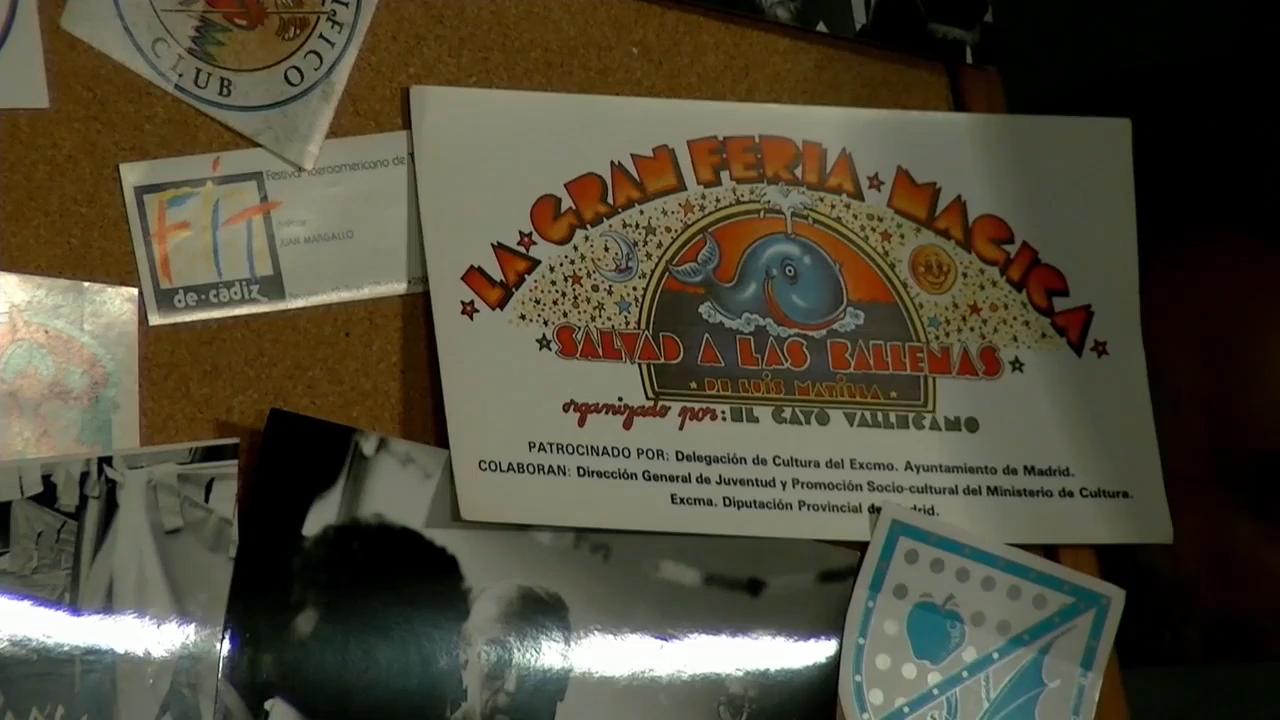 CLUB
ÍFICO
Festival Iberoamericano de
FIT
JUAN MARGALLO
de·cádiz
LA·GRAN FERIA·MAGICA
SALVAD A LAS BALLENAS
DE LUIS MATILLA
organizado por: EL GAYO VALLECANO
PATROCINADO POR: Delegación de Cultura del Excmo. Ayuntamiento de Madrid.
COLABORAN: Dirección General de Juventud y Promoción Socio-cultural del Ministerio de Cultura.
Excma. Diputación Provincial de Madrid.